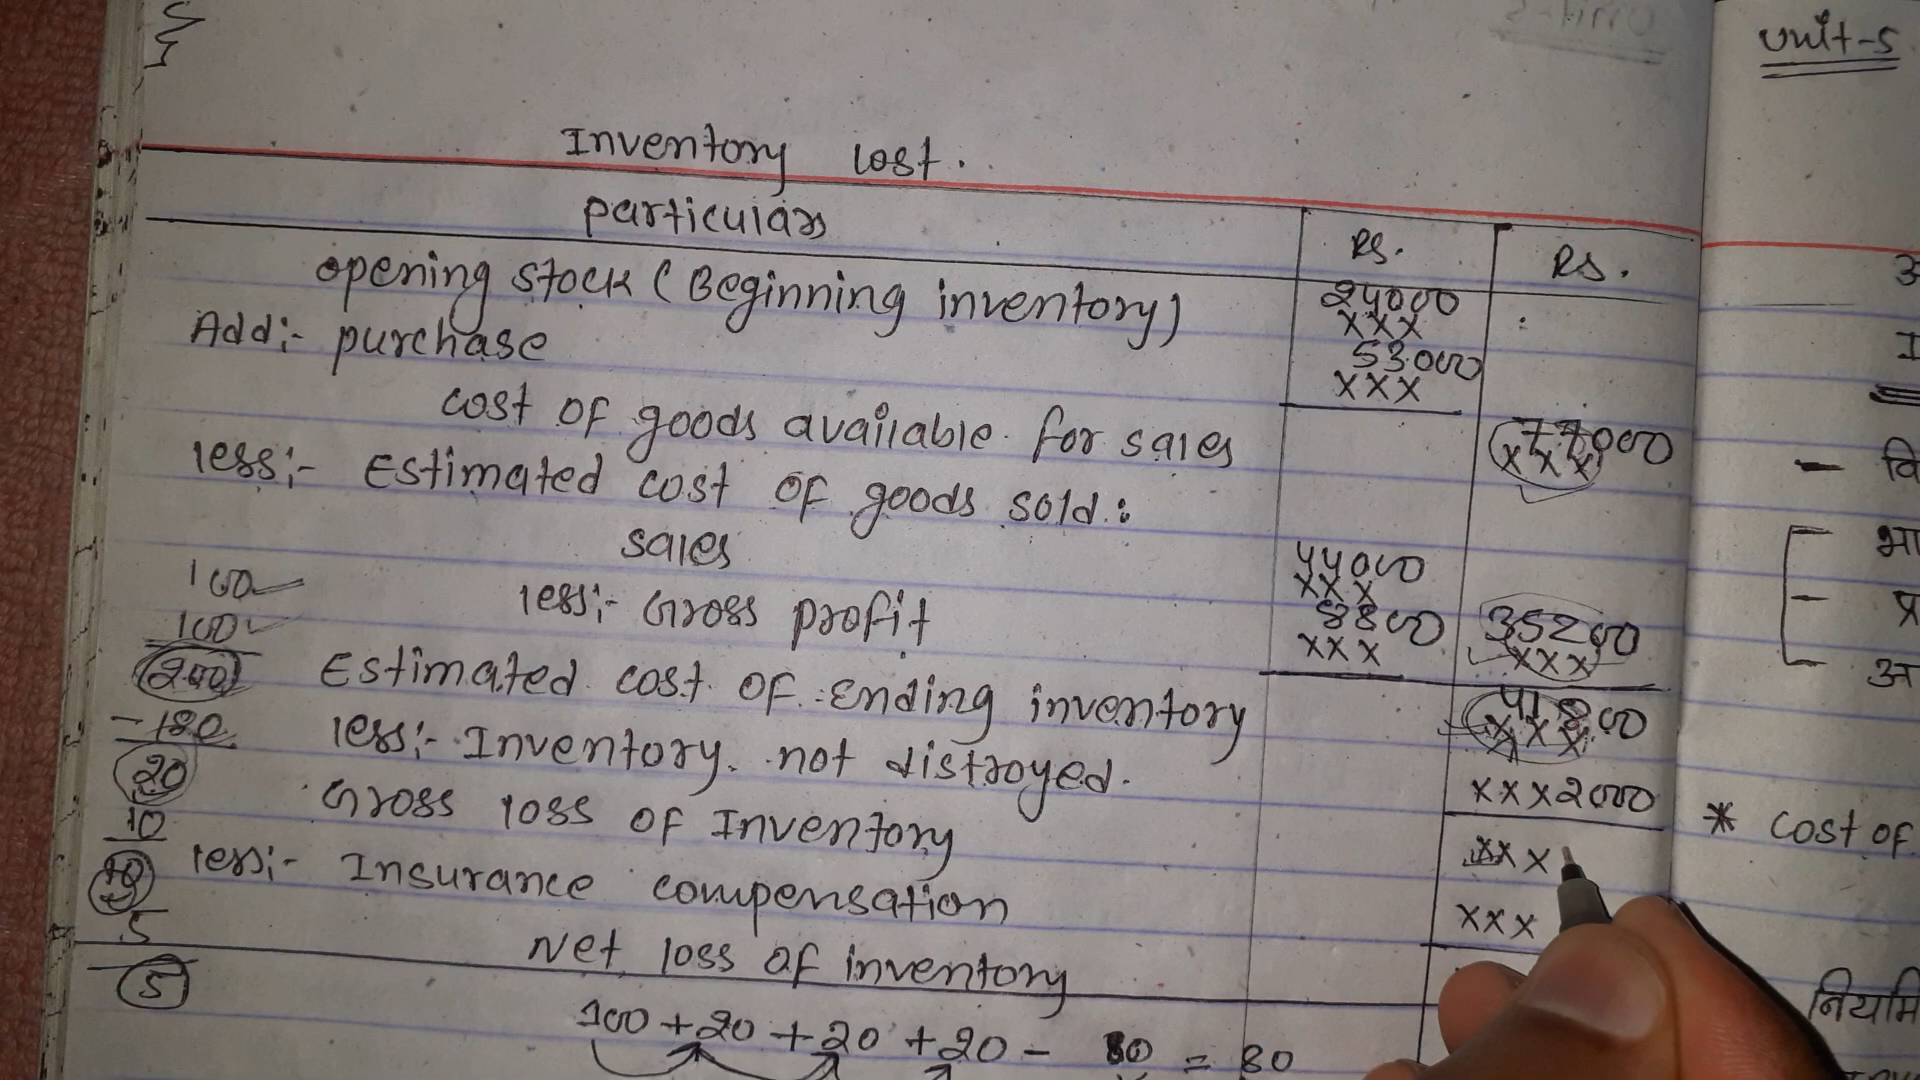 unit-5
Inventory lost.
particulars Rs. Rs.
opening stock (Beginning inventory) 24000
xxx
Add:- purchase 53000
xxx
cost of goods available for sales 77000
xxx
less:- Estimated cost of goods sold:
sales 44000
xxx
less:- Gross profit 8800 35200
xxx xxx
Estimated cost of Ending inventory 41800
xxx
less:- Inventory not distroyed. xxx2000
Gross loss of Inventory xxx
less:- Insurance compensation xxx
Net loss of inventory
100
100
200
-180
20
10
5
5
100 + 20 + 20 + 20 - 80 = 80
वि
भा
प्र
अ
* cost of
नियमि